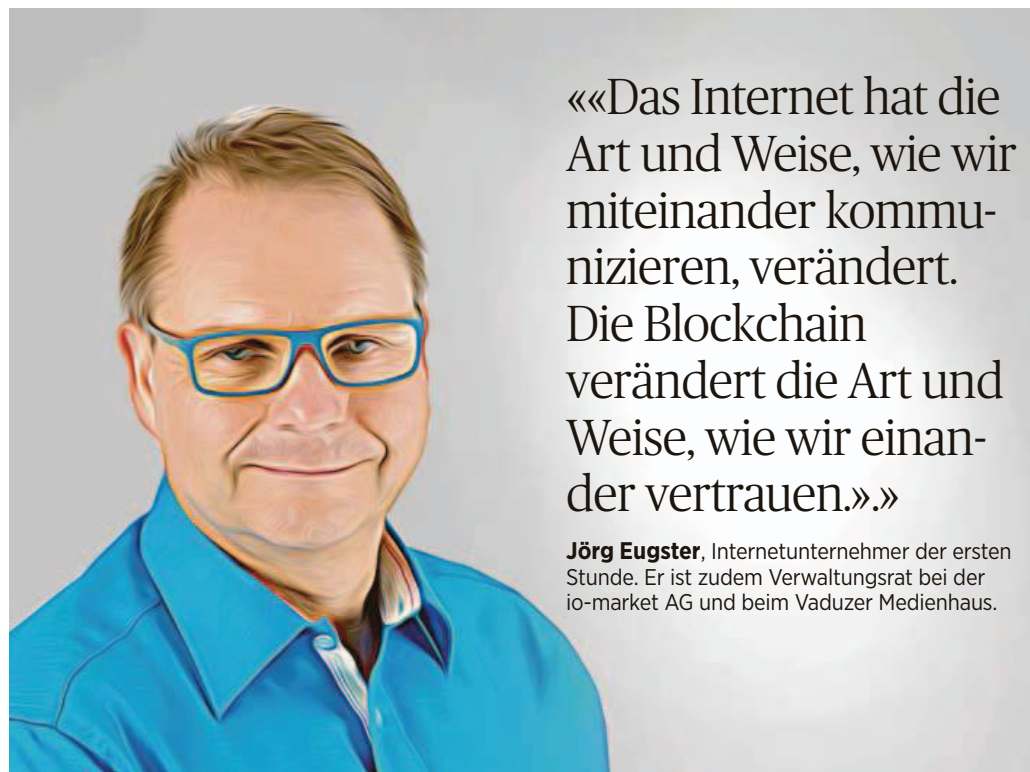 ««Das Internet hat die
Art und Weise, wie wir
miteinander kommu-
nizieren, verändert.
Die Blockchain
verändert die Art und
Weise, wie wir einan-
der vertrauen.».»
Jörg Eugster, Internetunternehmer der ersten
Stunde. Er ist zudem Verwaltungsrat bei der
io-market AG und beim Vaduzer Medienhaus.